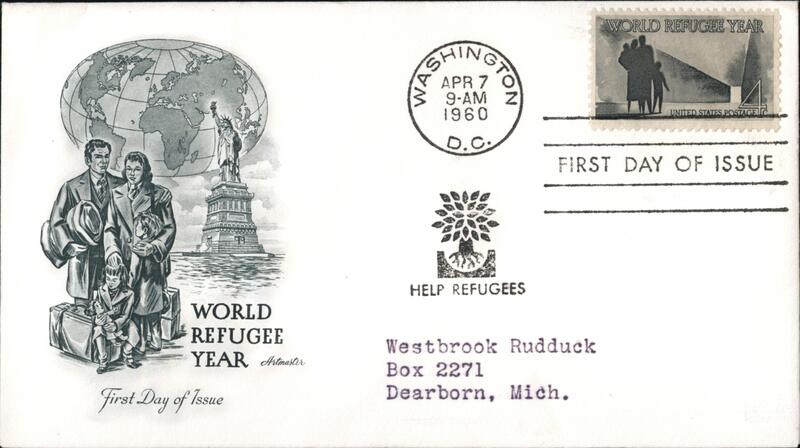 WORLD REFUGEE YEAR
4¢
UNITED STATES POSTAGE
WASHINGTON
APR 7
9-AM
1960
D.C.
FIRST DAY OF ISSUE
HELP REFUGEES
WORLD
REFUGEE
YEAR
Artmaster
First Day of Issue
Westbrook Rudduck
Box 2271
Dearborn, Mich.